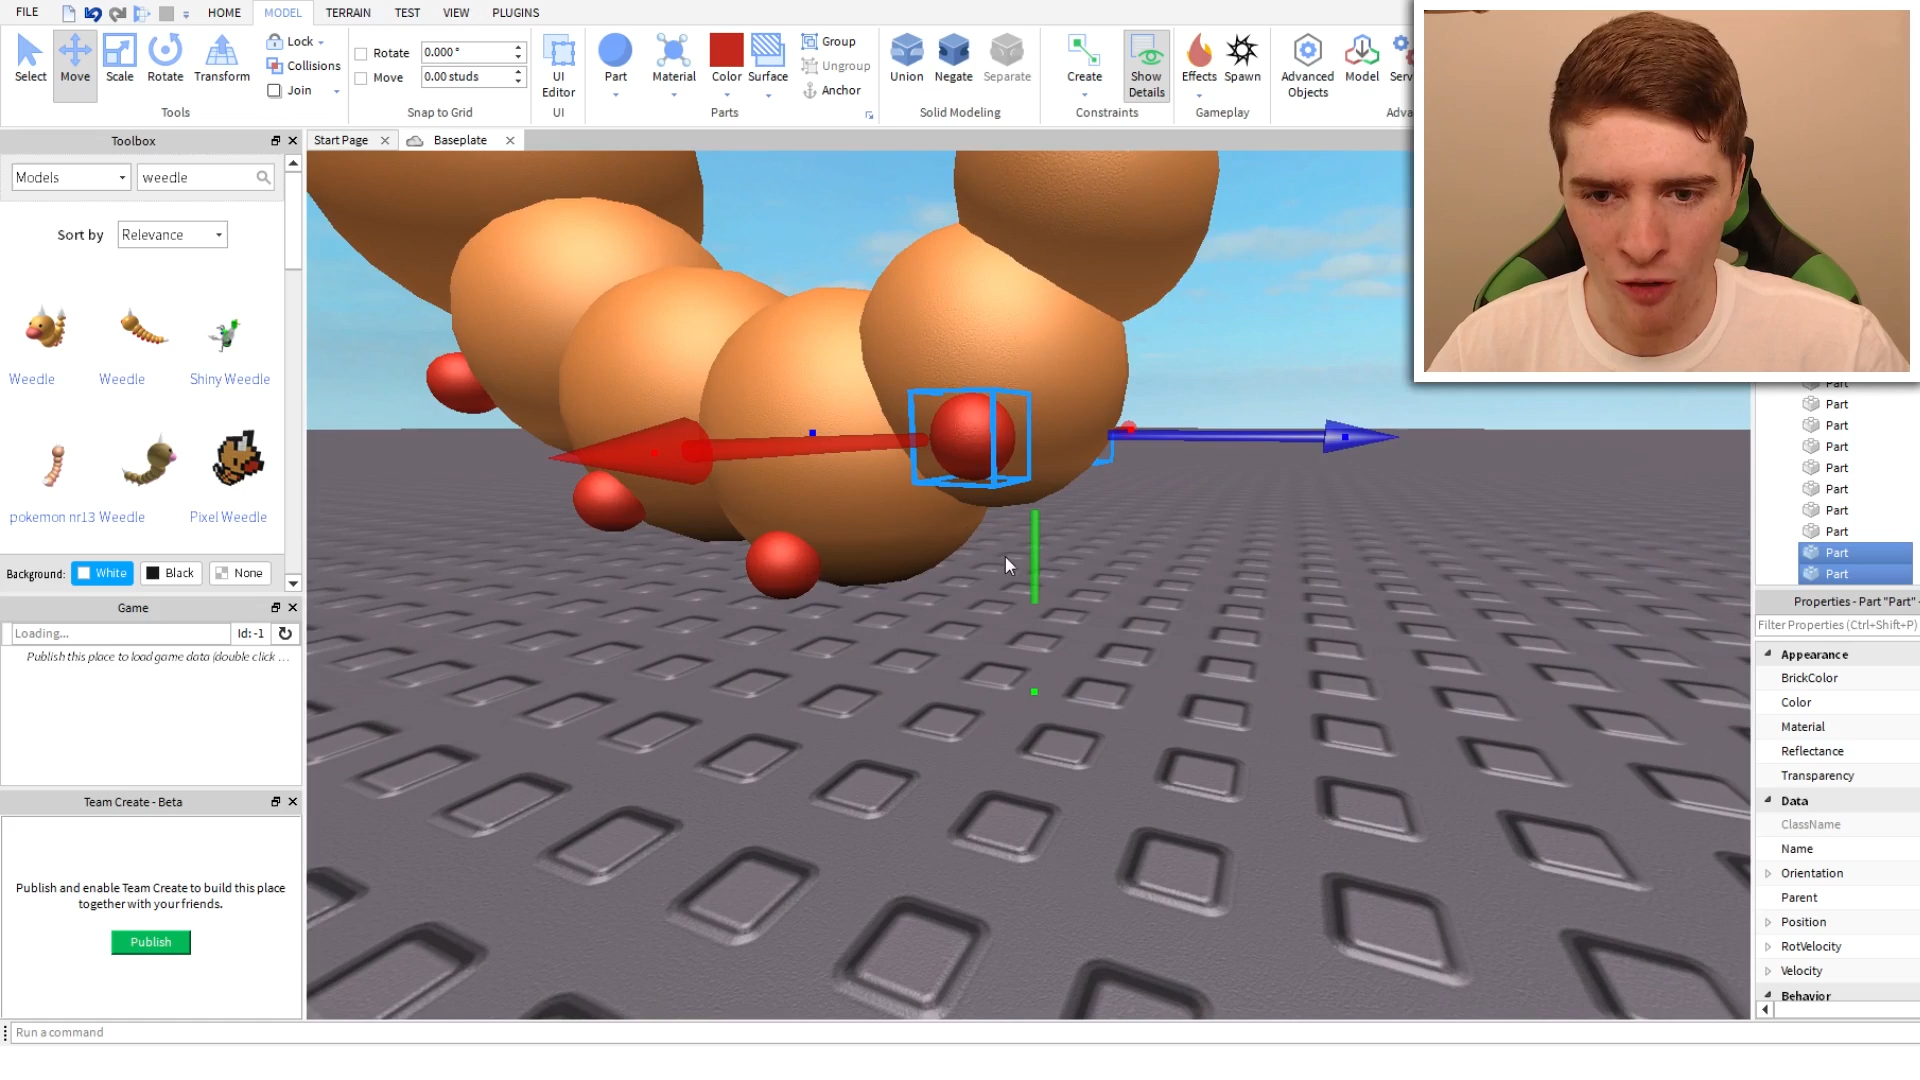 FILE HOME MODEL TERRAIN TEST VIEW PLUGINS
Select Move Scale Rotate Transform
Lock
Collisions
Join
Tools
Rotate 0.000 °
Move 0.00 studs
Snap to Grid
UI Editor
UI
Part Material Color Surface
Group
Ungroup
Anchor
Parts
Union Negate Separate
Solid Modeling
Create Show Details
Constraints
Effects Spawn
Gameplay
Advanced Objects Model Serv
Adva
Toolbox
Start Page Baseplate
Models weedle
Sort by Relevance
Weedle Weedle Shiny Weedle
pokemon nr13 Weedle Pixel Weedle
Background: White Black None
Game
Loading... Id: -1
Publish this place to load game data (double click ...
Team Create - Beta
Publish and enable Team Create to build this place
together with your friends.
Publish
Run a command
Part
Part
Part
Part
Part
Part
Part
Part
Part
Part
Properties - Part "Part" -
Filter Properties (Ctrl+Shift+P)
Appearance
BrickColor
Color
Material
Reflectance
Transparency
Data
ClassName
Name
Orientation
Parent
Position
RotVelocity
Velocity
Behavior